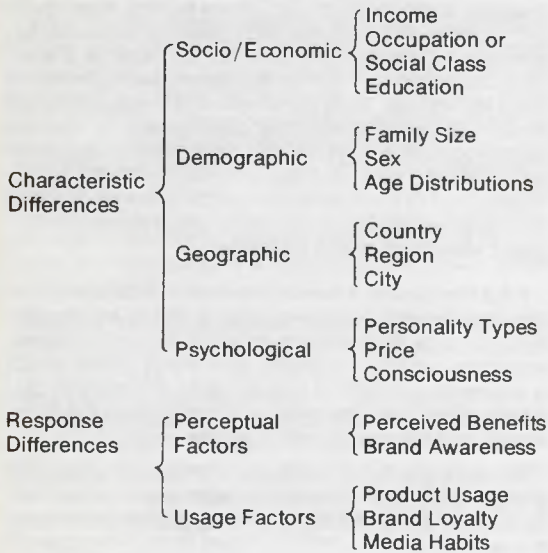 Characteristic
Differences
Socio/Economic
Income
Occupation or
Social Class
Education
Demographic
Family Size
Sex
Age Distributions
Geographic
Country
Region
City
Psychological
Personality Types
Price
Consciousness
Response
Differences
Perceptual
Factors
Perceived Benefits
Brand Awareness
Usage Factors
Product Usage
Brand Loyalty
Media Habits